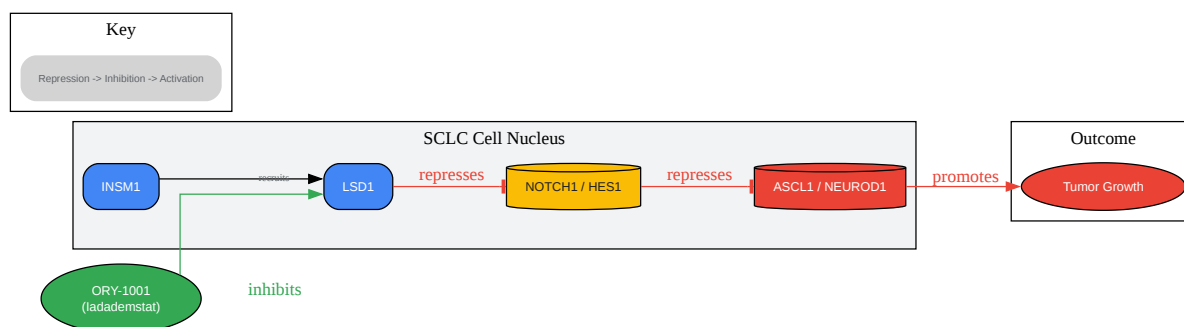 Key
Repression -> Inhibition -> Activation
SCLC Cell Nucleus
Outcome
INSM1
recruits
LSD1
represses
NOTCH1 / HES1
represses
ASCL1 / NEUROD1
promotes
Tumor Growth
ORY-1001
(ladademstat)
inhibits